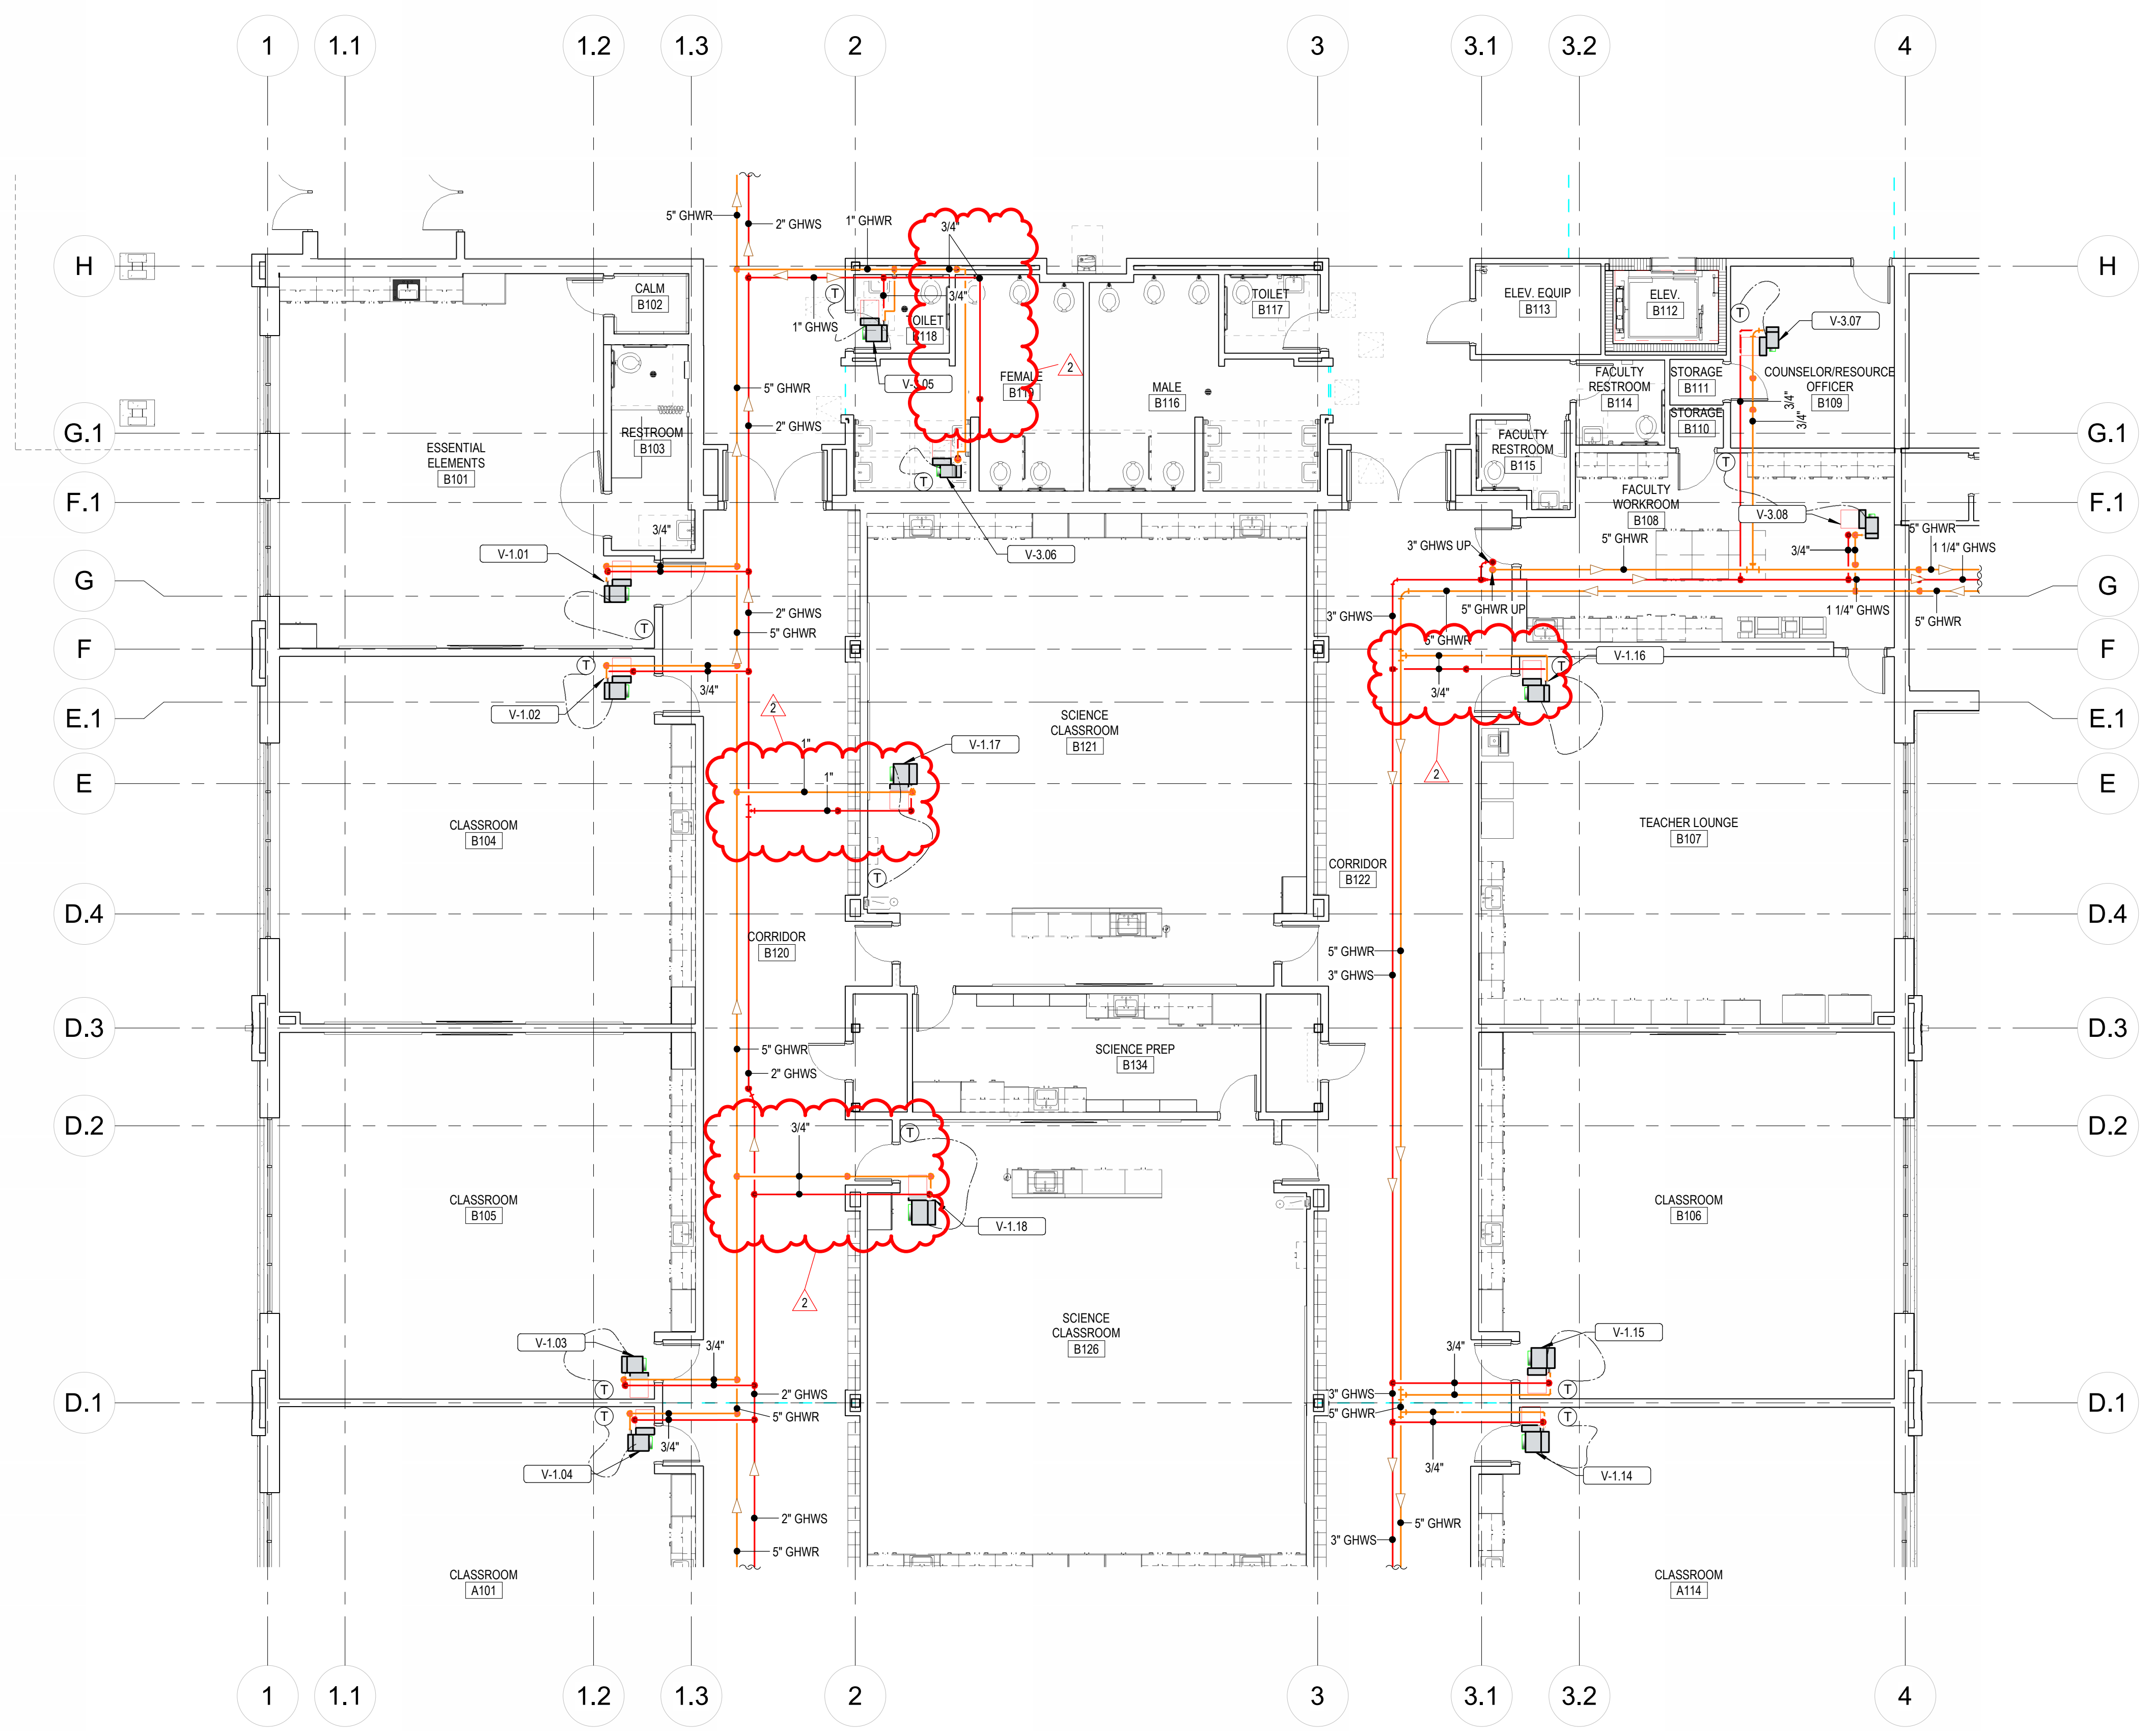 1
1.1
1.2
1.3
2
3
3.1
3.2
4
5" GHWR
2" GHWS
1" GHWR
3/4"
H
H
CALM
B102
3/4"
TOILET
B117
ELEV. EQUIP
B113
ELEV.
B112
T
T
1" GHWS
TOILET
B118
V-3.07
5" GHWR
V-3.05
FEMALE
B119
2
MALE
B116
FACULTY
RESTROOM
B114
STORAGE
B111
COUNSELOR/RESOURCE
OFFICER
B109
3/4"
3/4"
STORAGE
B110
2" GHWS
G.1
G.1
ESSENTIAL
ELEMENTS
B101
RESTROOM
B103
FACULTY
RESTROOM
B115
T
T
F.1
F.1
FACULTY
WORKROOM
B108
V-3.08
3/4"
V-1.01
V-3.06
3" GHWS UP
5" GHWR
3/4"
5" GHWR
1 1/4" GHWS
G
G
2" GHWS
3" GHWS
5" GHWR UP
1 1/4" GHWS
5" GHWR
T
5" GHWR
5" GHWR
F
F
T
V-1.16
T
3/4"
3/4"
V-1.02
2
E.1
E.1
SCIENCE
CLASSROOM
B121
1"
V-1.17
2
1"
E
E
CLASSROOM
B104
TEACHER LOUNGE
B107
CORRIDOR
B122
T
D.4
D.4
CORRIDOR
B120
5" GHWR
3" GHWS
D.3
D.3
5" GHWR
SCIENCE PREP
B134
2" GHWS
D.2
D.2
3/4"
T
CLASSROOM
B105
CLASSROOM
B106
V-1.18
2
SCIENCE
CLASSROOM
B126
V-1.03
3/4"
3/4"
V-1.15
T
T
2" GHWS
3" GHWS
D.1
D.1
T
5" GHWR
5" GHWR
T
3/4"
3/4"
V-1.04
V-1.14
2" GHWS
5" GHWR
3" GHWS
5" GHWR
CLASSROOM
A101
CLASSROOM
A114
1
1.1
1.2
1.3
2
3
3.1
3.2
4